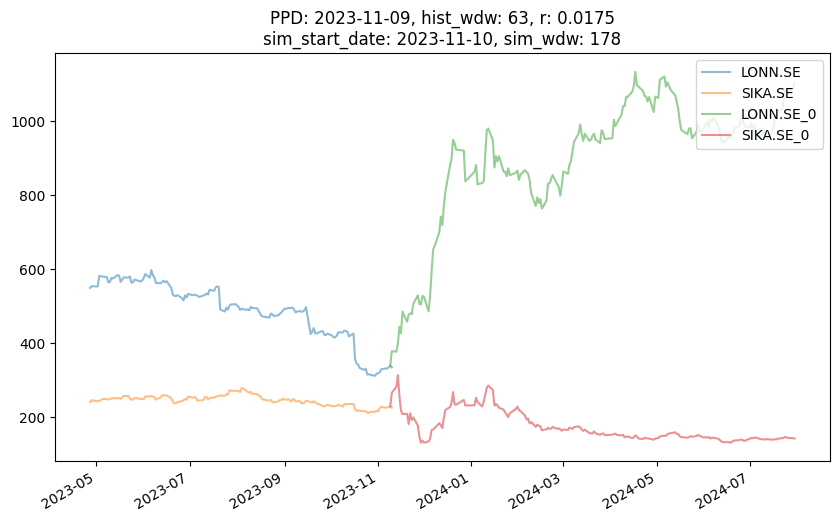 PPD: 2023-11-09, hist_wdw: 63, r: 0.0175
sim_start_date: 2023-11-10, sim_wdw: 178
LONN.SE
SIKA.SE
LONN.SE_0
SIKA.SE_0
1000
800
600
400
200
2023-05
2023-07
2023-09
2023-11
2024-01
2024-03
2024-05
2024-07